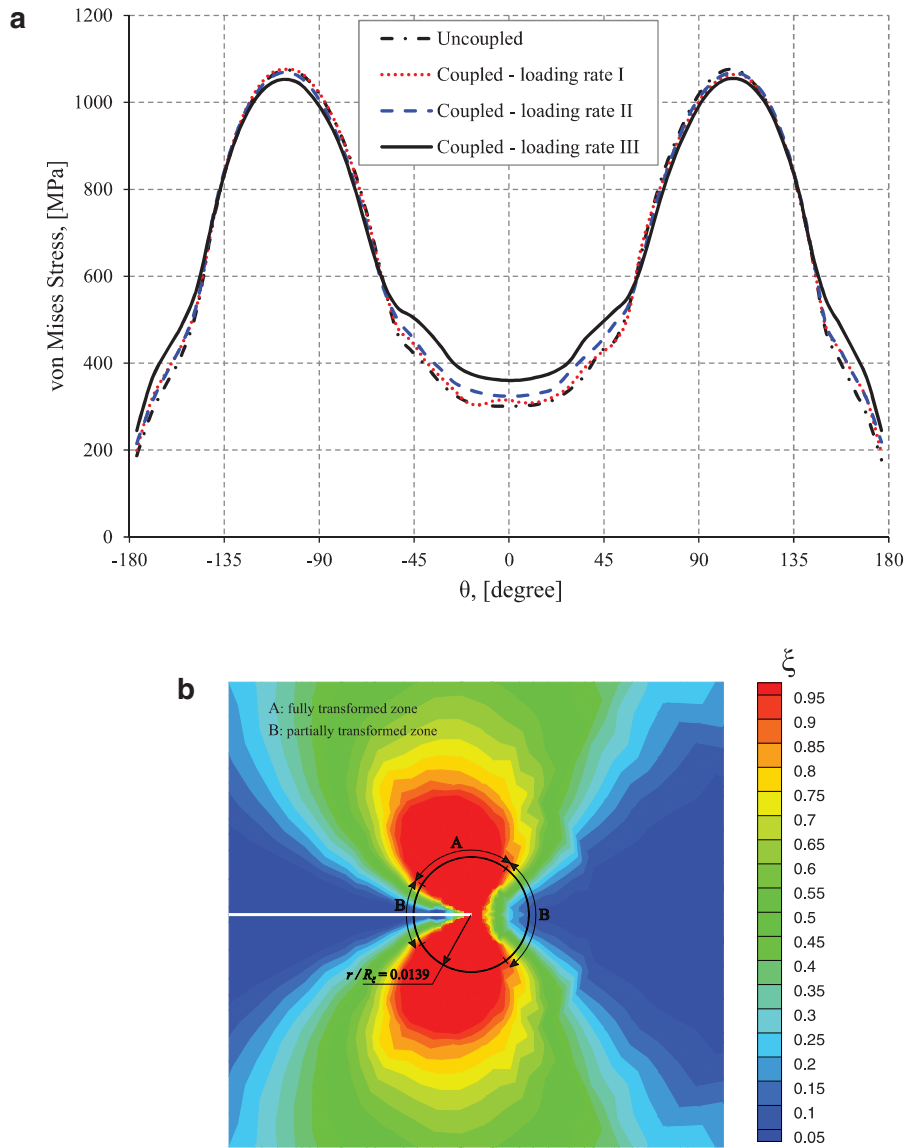 a
1200
1000
800
600
400
200
0
von Mises Stress, [MPa]
Uncoupled
Coupled - loading rate I
Coupled - loading rate II
Coupled - loading rate III
-180
-135
-90
-45
0
45
90
135
180
θ, [degree]
b
A: fully transformed zone
B: partially transformed zone
A
B
B
r / Rξ = 0.0139
ξ
0.95
0.9
0.85
0.8
0.75
0.7
0.65
0.6
0.55
0.5
0.45
0.4
0.35
0.3
0.25
0.2
0.15
0.1
0.05